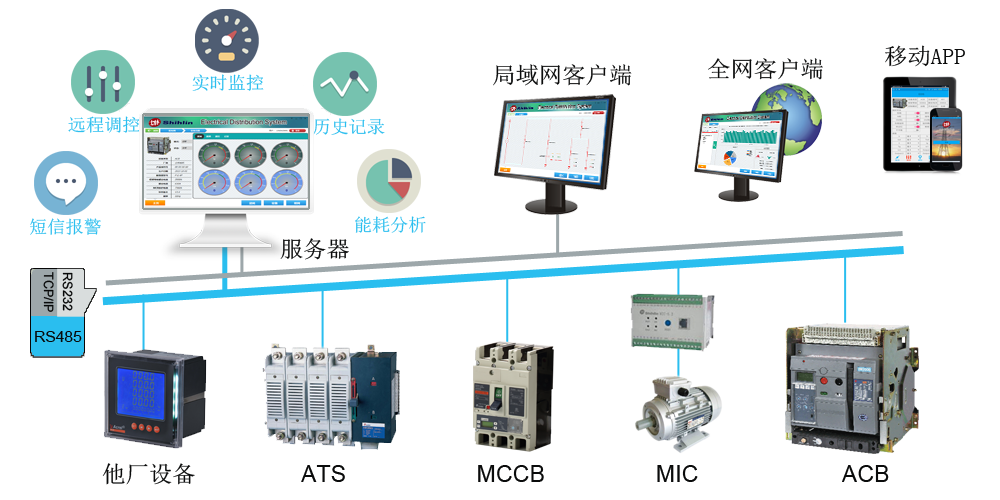 实时监控
远程调控
历史记录
短信报警
能耗分析
Shihlin Electrical Distribution System
服务器
局域网客户端
全网客户端
移动APP
RS232
TCP/IP
RS485
他厂设备
ATS
MCCB
MIC
ACB